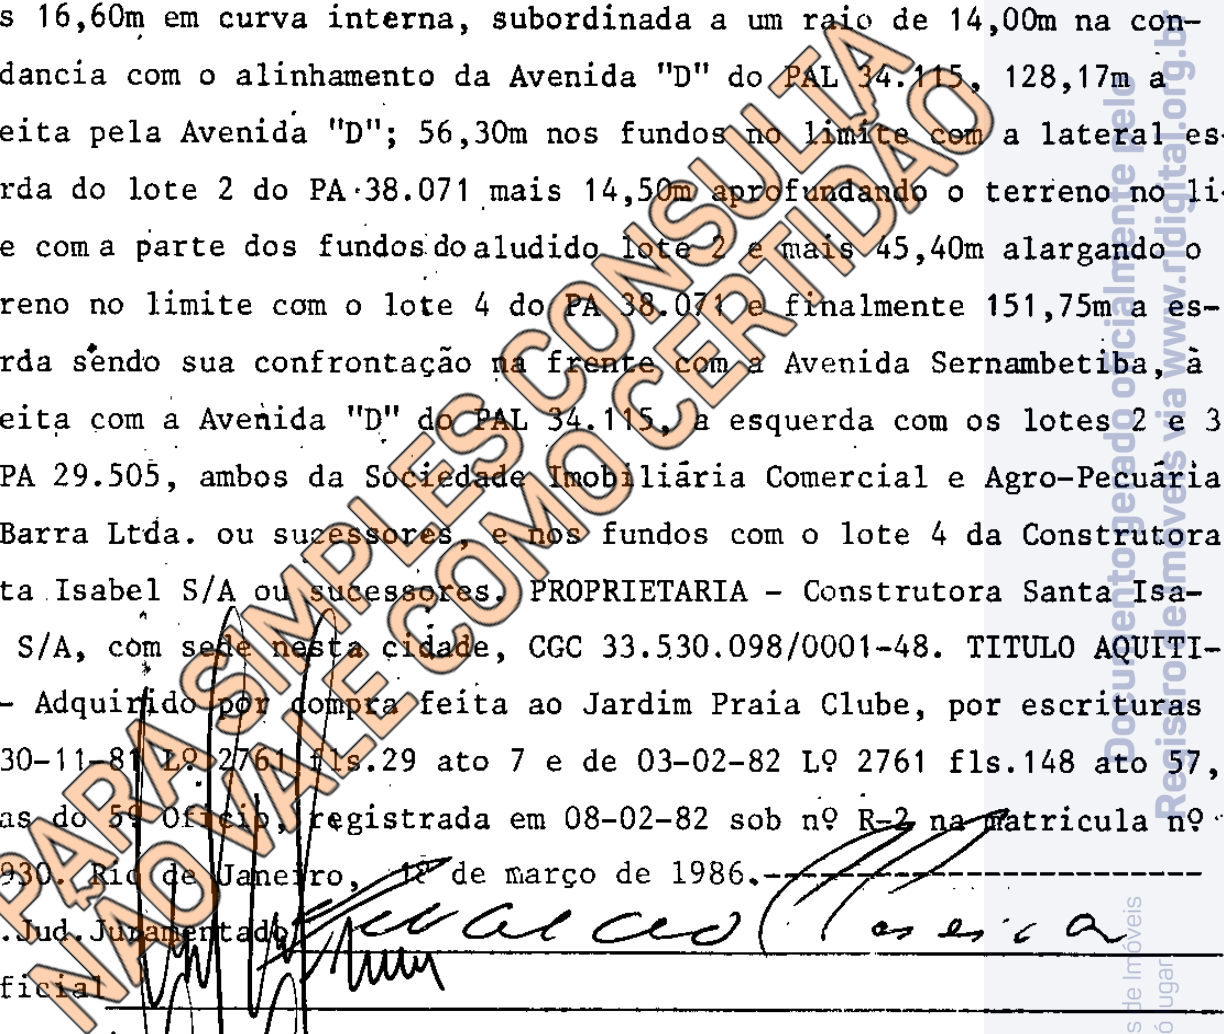 s 16,60m em curva interna, subordinada a um raio de 14,00m na con-
dancia com o alinhamento da Avenida "D" do PAL 34.115, 128,17m a
eita pela Avenida "D"; 56,30m nos fundos no limite com a lateral es-
rda do lote 2 do PA 38.071 mais 14,50m aprofundando o terreno no li-
e com a parte dos fundos do aludido lote 2 e mais 45,40m alargando o
reno no limite com o lote 4 do PA 38.071 e finalmente 151,75m a es-
rda sendo sua confrontação na frente com a Avenida Sernambetiba, à
eita com a Avenida "D" do PAL 34.115, a esquerda com os lotes 2 e 3
PA 29.505, ambos da Sociedade Imobiliária Comercial e Agro-Pecuária
Barra Ltda. ou sucessores, e nos fundos com o lote 4 da Construtora
ta Isabel S/A ou sucessores. PROPRIETARIA - Construtora Santa Isa-
S/A, com sede nesta cidade, CGC 33.530.098/0001-48. TITULO AQUITI-
- Adquirido por compra feita ao Jardim Praia Clube, por escrituras
30-11-81 Lº 2761 fls.29 ato 7 e de 03-02-82 Lº 2761 fls.148 ato 57,
as do 5º Oficio, registrada em 08-02-82 sob nº R-2 na matricula nº
930. Rio de Janeiro, de março de 1986.-
.Jud.Juramentado
ficial
PARA SIMPLES CONSULTA
NÃO VALE COMO CERTIDÃO
Documento gerado oficialmente pelo
Registro de Imóveis via www.ridigital.org.br
s de Imóveis
ó lugar